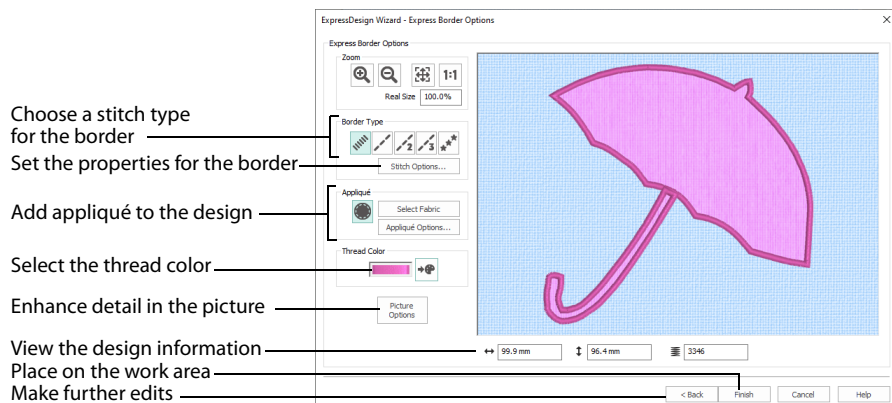 ExpressDesign Wizard - Express Border Options
Express Border Options
Zoom
1:1
Real Size 100.0%
Choose a stitch type
for the border
Border Type
2 3
Set the properties for the border
Stitch Options...
Appliqué
Add appliqué to the design
Select Fabric
Appliqué Options...
Thread Color
Select the thread color
Enhance detail in the picture
Picture
Options
View the design information
99.9 mm 96.4 mm 3346
Place on the work area
Make further edits
< Back Finish Cancel Help